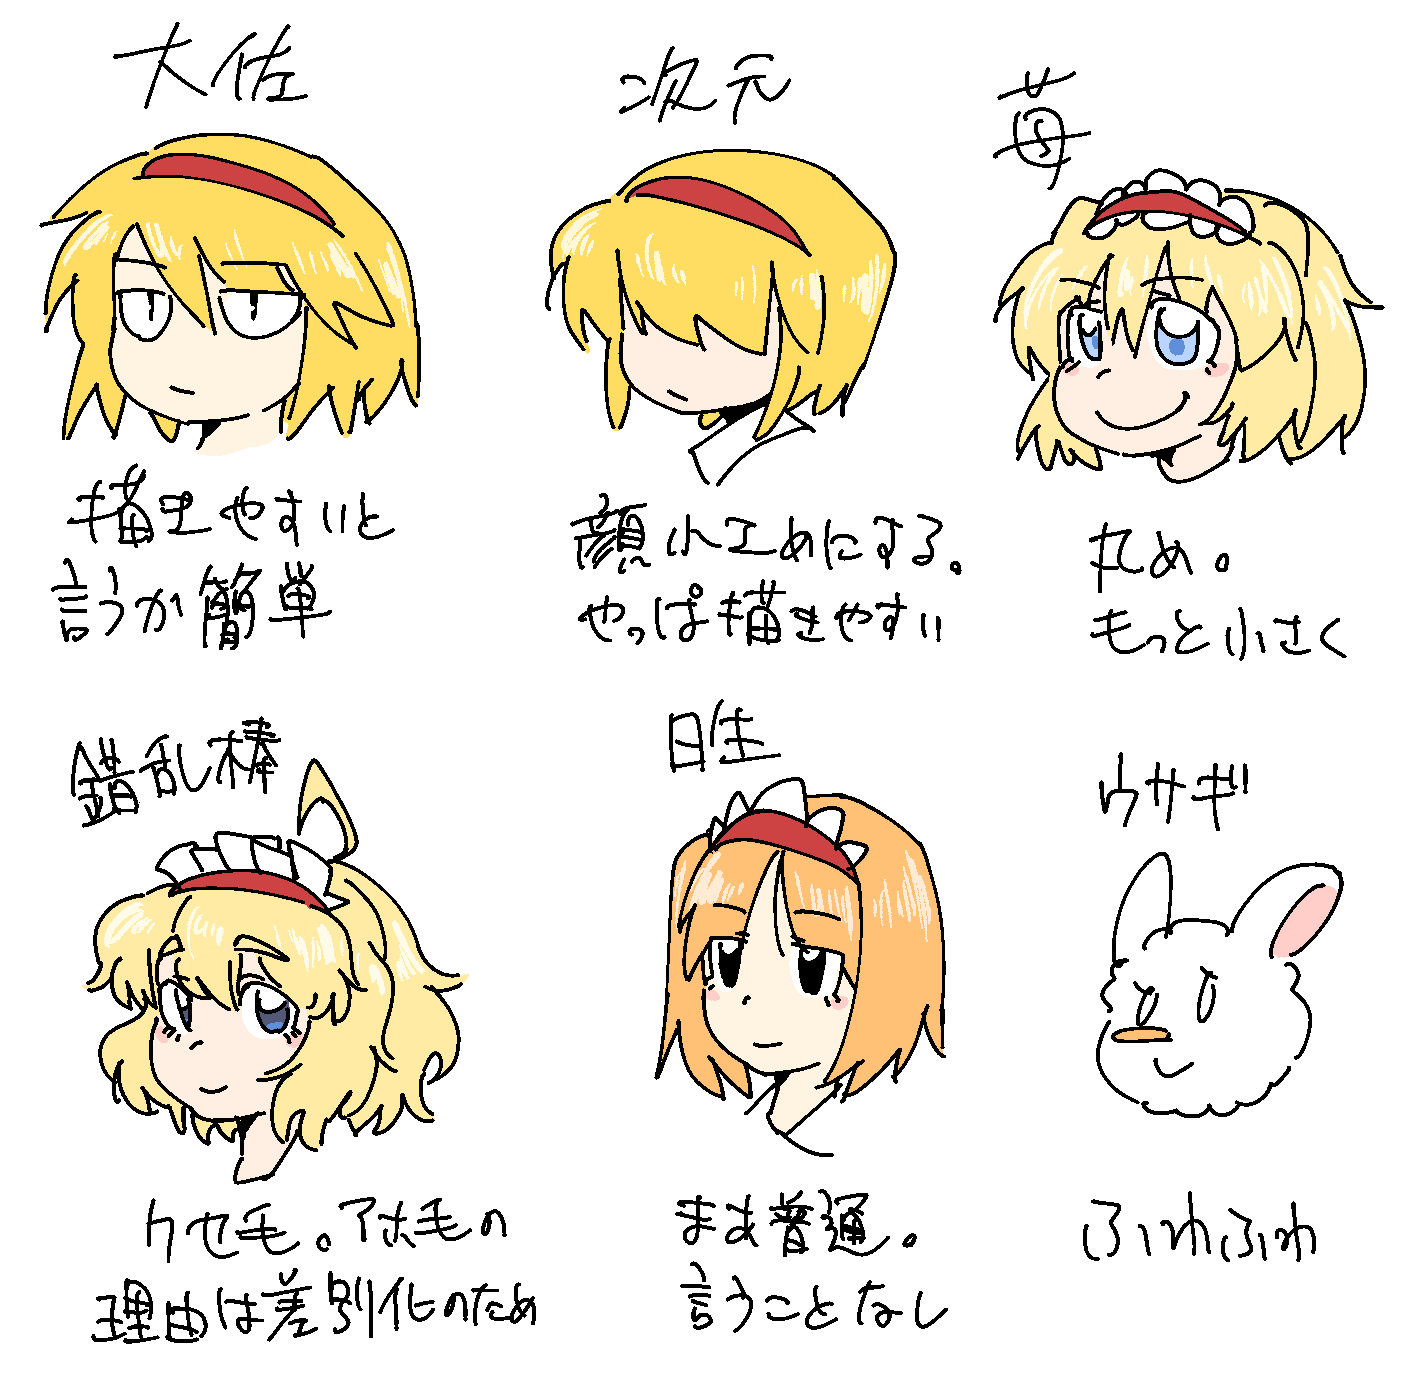 大佐
描きやすいと
言うか簡単
次元
顔小工めにする。
やっぱ描きやすい
苺
丸め。
もっと小さく
錯乱棒
クセ毛。アホ毛の
理由は差別化のため
日生
まあ普通。
言うことなし
ウサギ
ふわふわ